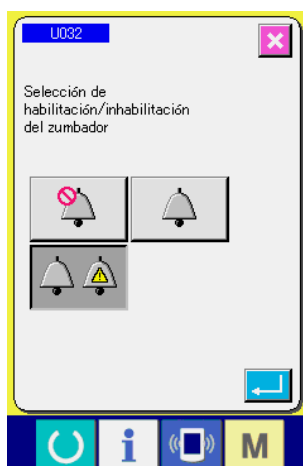 U032
Selección de
habilitación/inhabilitación
del zumbador
i
M